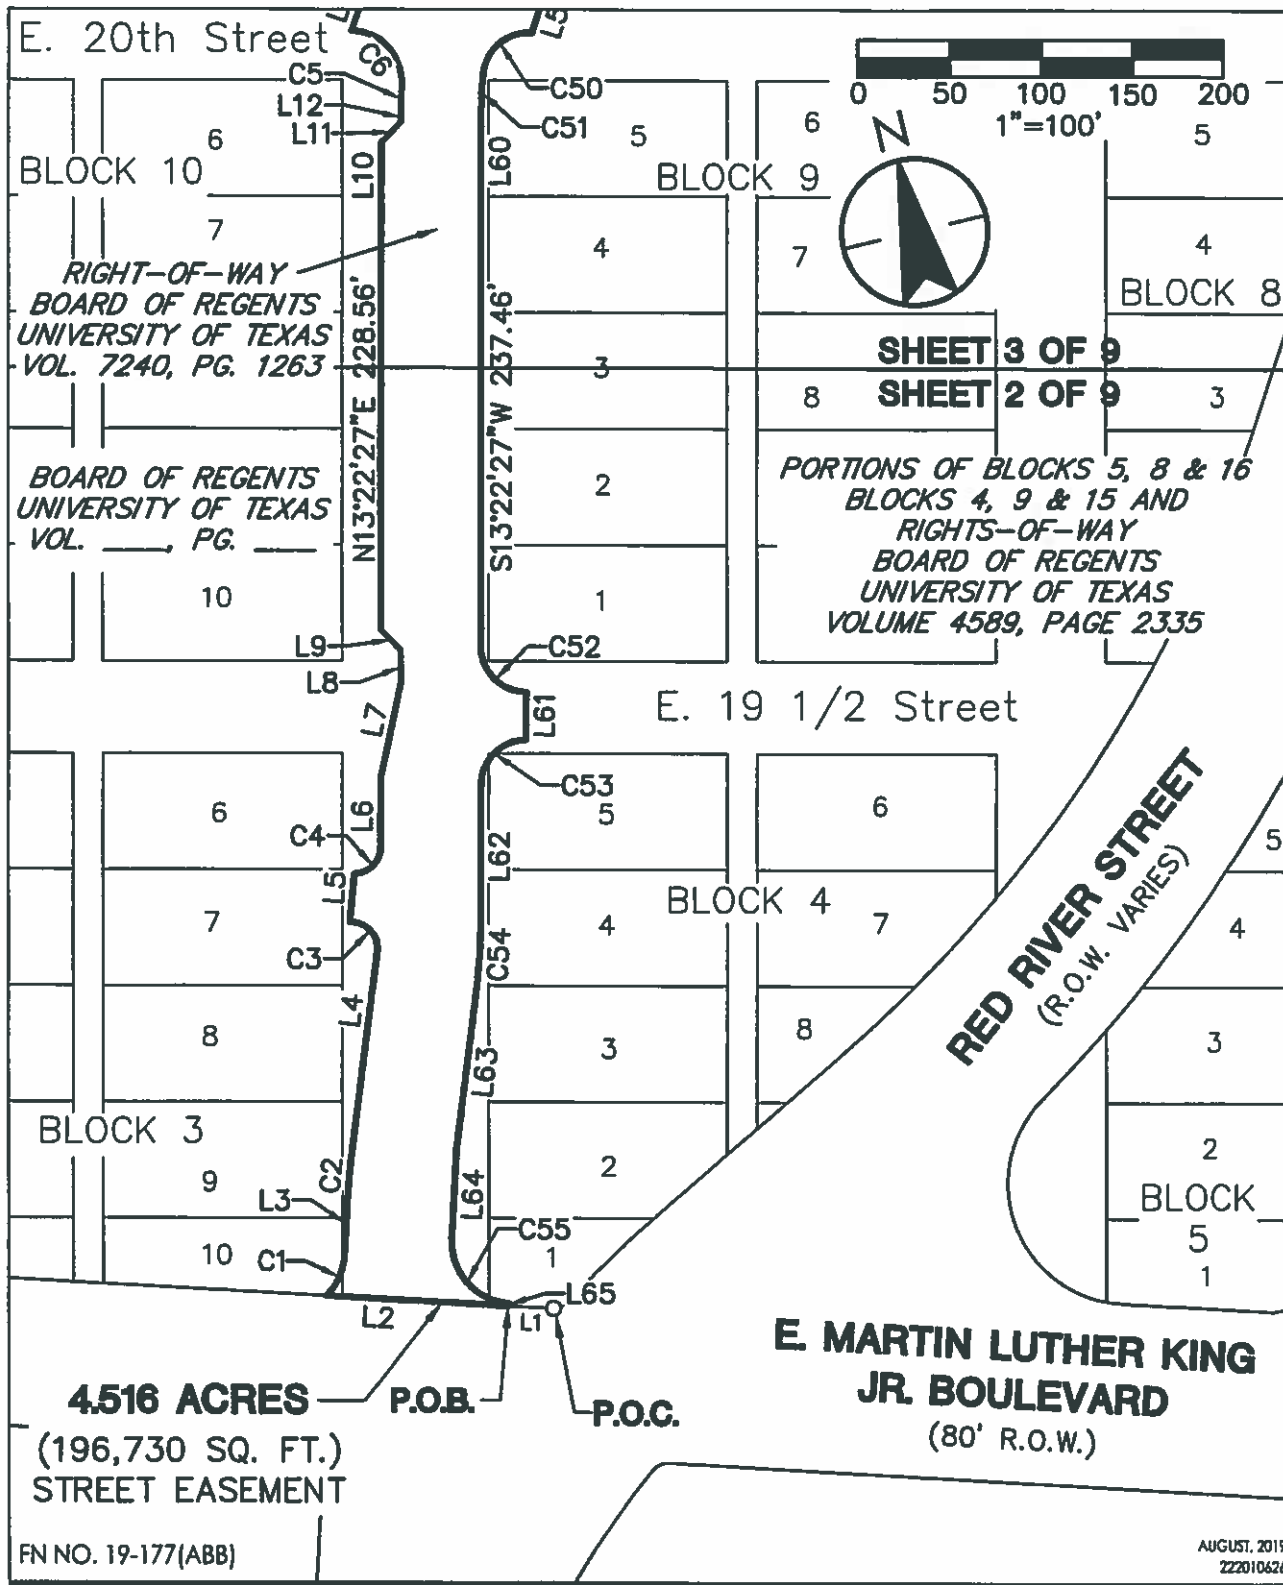 E. 20th Street
L
L5
C6
C5
L12
L11
C50
C51
0 50 100 150 200
1"=100'
N
6
BLOCK 10
L10
L60
5
6
5
BLOCK 9
7
4
7
4
BLOCK 8
RIGHT-OF-WAY
BOARD OF REGENTS
UNIVERSITY OF TEXAS
VOL. 7240, PG. 1263
N13°22'27"E 228.56'
S13°22'27"W 237.46'
3
SHEET 3 OF 9
SHEET 2 OF 9
8
3
BOARD OF REGENTS
UNIVERSITY OF TEXAS
VOL. ____, PG. ____
2
PORTIONS OF BLOCKS 5, 8 & 16
BLOCKS 4, 9 & 15 AND
RIGHTS-OF-WAY
BOARD OF REGENTS
UNIVERSITY OF TEXAS
VOLUME 4589, PAGE 2335
10
1
L9
L8
C52
L7
L61
E. 19 1/2 Street
C53
6
L6
5
6
C4
L62
5
L5
BLOCK 4
7
4
7
4
C3
C54
RED RIVER STREET
(R.O.W. VARIES)
L4
8
3
8
3
L63
BLOCK 3
C2
9
2
2
L3
L64
BLOCK
5
10
C1
C55
1
1
L65
L2
L1
E. MARTIN LUTHER KING
JR. BOULEVARD
(80' R.O.W.)
4.516 ACRES
P.O.B.
P.O.C.
(196,730 SQ. FT.)
STREET EASEMENT
FN NO. 19-177(ABB)
AUGUST, 2019
222010626